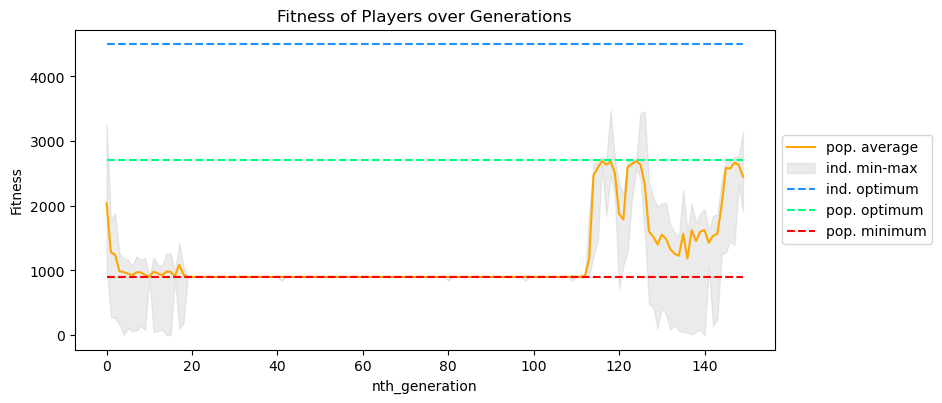 Fitness of Players over Generations
Fitness
4000
3000
2000
1000
0
0 20 40 60 80 100 120 140
nth_generation
pop. average
ind. min-max
ind. optimum
pop. optimum
pop. minimum